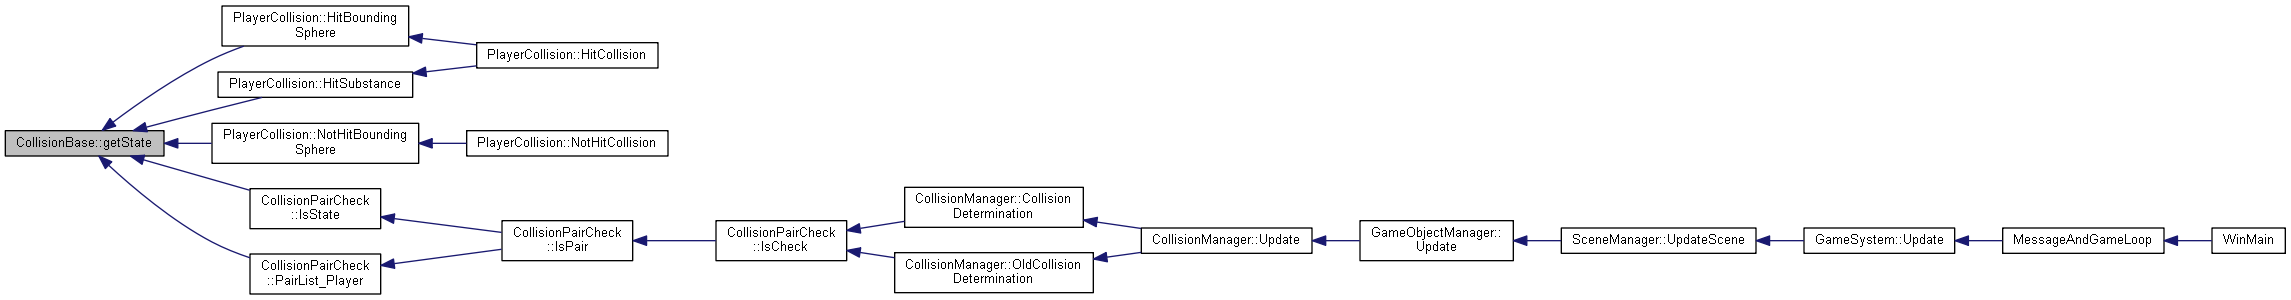 CollisionBase::getState
PlayerCollision::HitBounding
Sphere
PlayerCollision::HitSubstance
PlayerCollision::HitCollision
PlayerCollision::NotHitBounding
Sphere
PlayerCollision::NotHitCollision
CollisionPairCheck
::IsState
CollisionPairCheck
::PairList_Player
CollisionPairCheck
::IsPair
CollisionPairCheck
::IsCheck
CollisionManager::Collision
Determination
CollisionManager::OldCollision
Determination
CollisionManager::Update
GameObjectManager::
Update
SceneManager::UpdateScene
GameSystem::Update
MessageAndGameLoop
WinMain